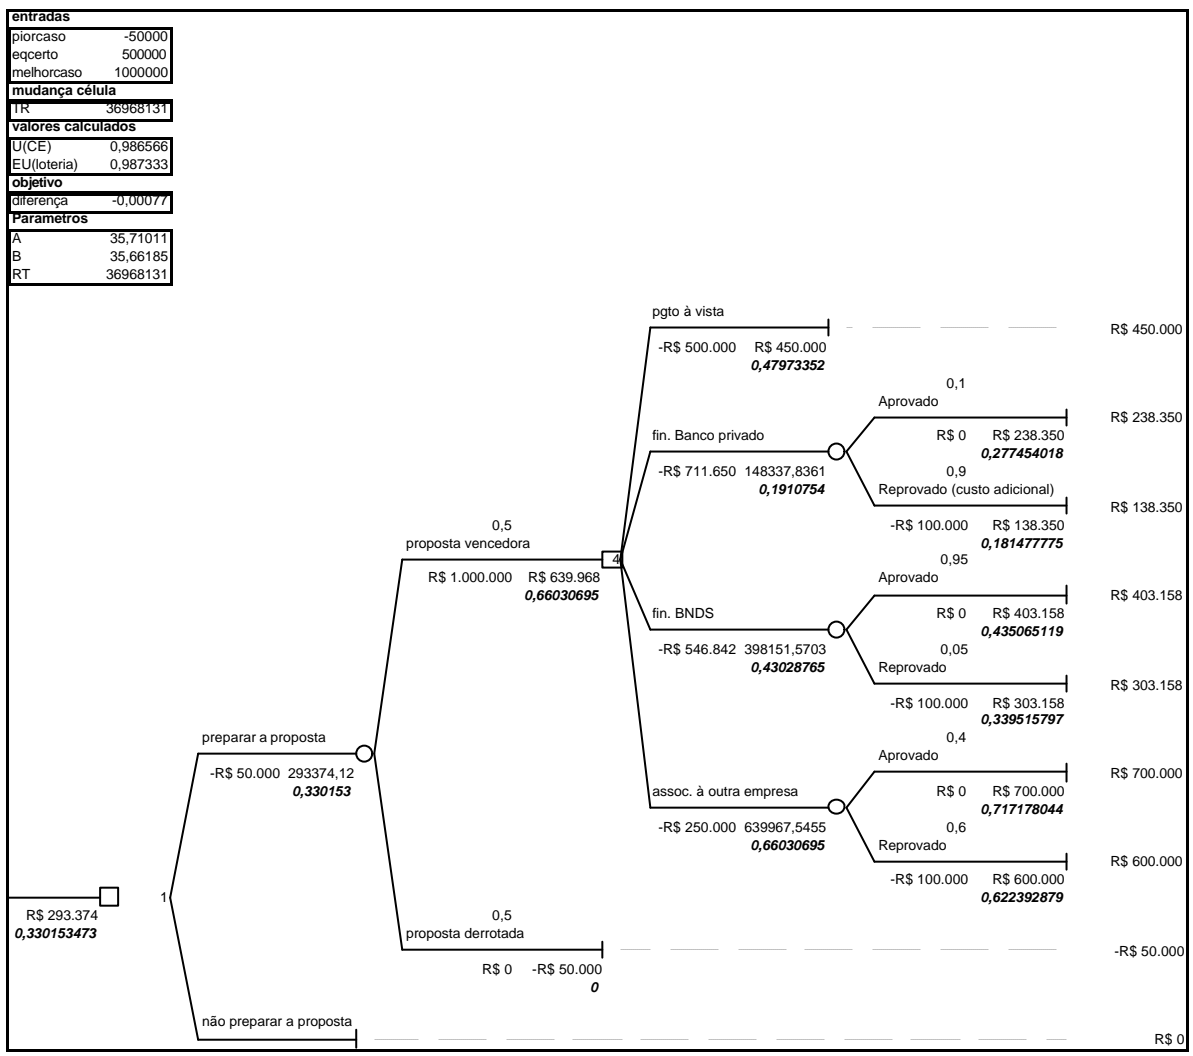 entradas
piorcaso -50000
eqcerto 500000
melhorcaso 1000000
mudança célula
TR 36968131
valores calculados
U(CE) 0,986566
EU(loteria) 0,987333
objetivo
diferença -0,00077
Parametros
A 35,71011
B 35,66185
RT 36968131
pgto à vista
R$ 450.000
-R$ 500.000 R$ 450.000
0,47973352
0,1
Aprovado
R$ 238.350
fin. Banco privado
R$ 0 R$ 238.350
0,277454018
-R$ 711.650 148337,8361
0,1910754
0,9
Reprovado (custo adicional)
R$ 138.350
-R$ 100.000 R$ 138.350
0,181477775
0,5
proposta vencedora
4
R$ 1.000.000 R$ 639.968
0,66030695
0,95
Aprovado
R$ 403.158
fin. BNDS
R$ 0 R$ 403.158
0,435065119
-R$ 546.842 398151,5703
0,43028765
0,05
Reprovado
R$ 303.158
-R$ 100.000 R$ 303.158
0,339515797
preparar a proposta
-R$ 50.000 293374,12
0,330153
0,4
Aprovado
R$ 700.000
assoc. à outra empresa
R$ 0 R$ 700.000
0,717178044
-R$ 250.000 639967,5455
0,66030695
0,6
Reprovado
R$ 600.000
-R$ 100.000 R$ 600.000
0,622392879
1
R$ 293.374
0,330153473
0,5
proposta derrotada
-R$ 50.000
R$ 0 -R$ 50.000
0
não preparar a proposta
R$ 0